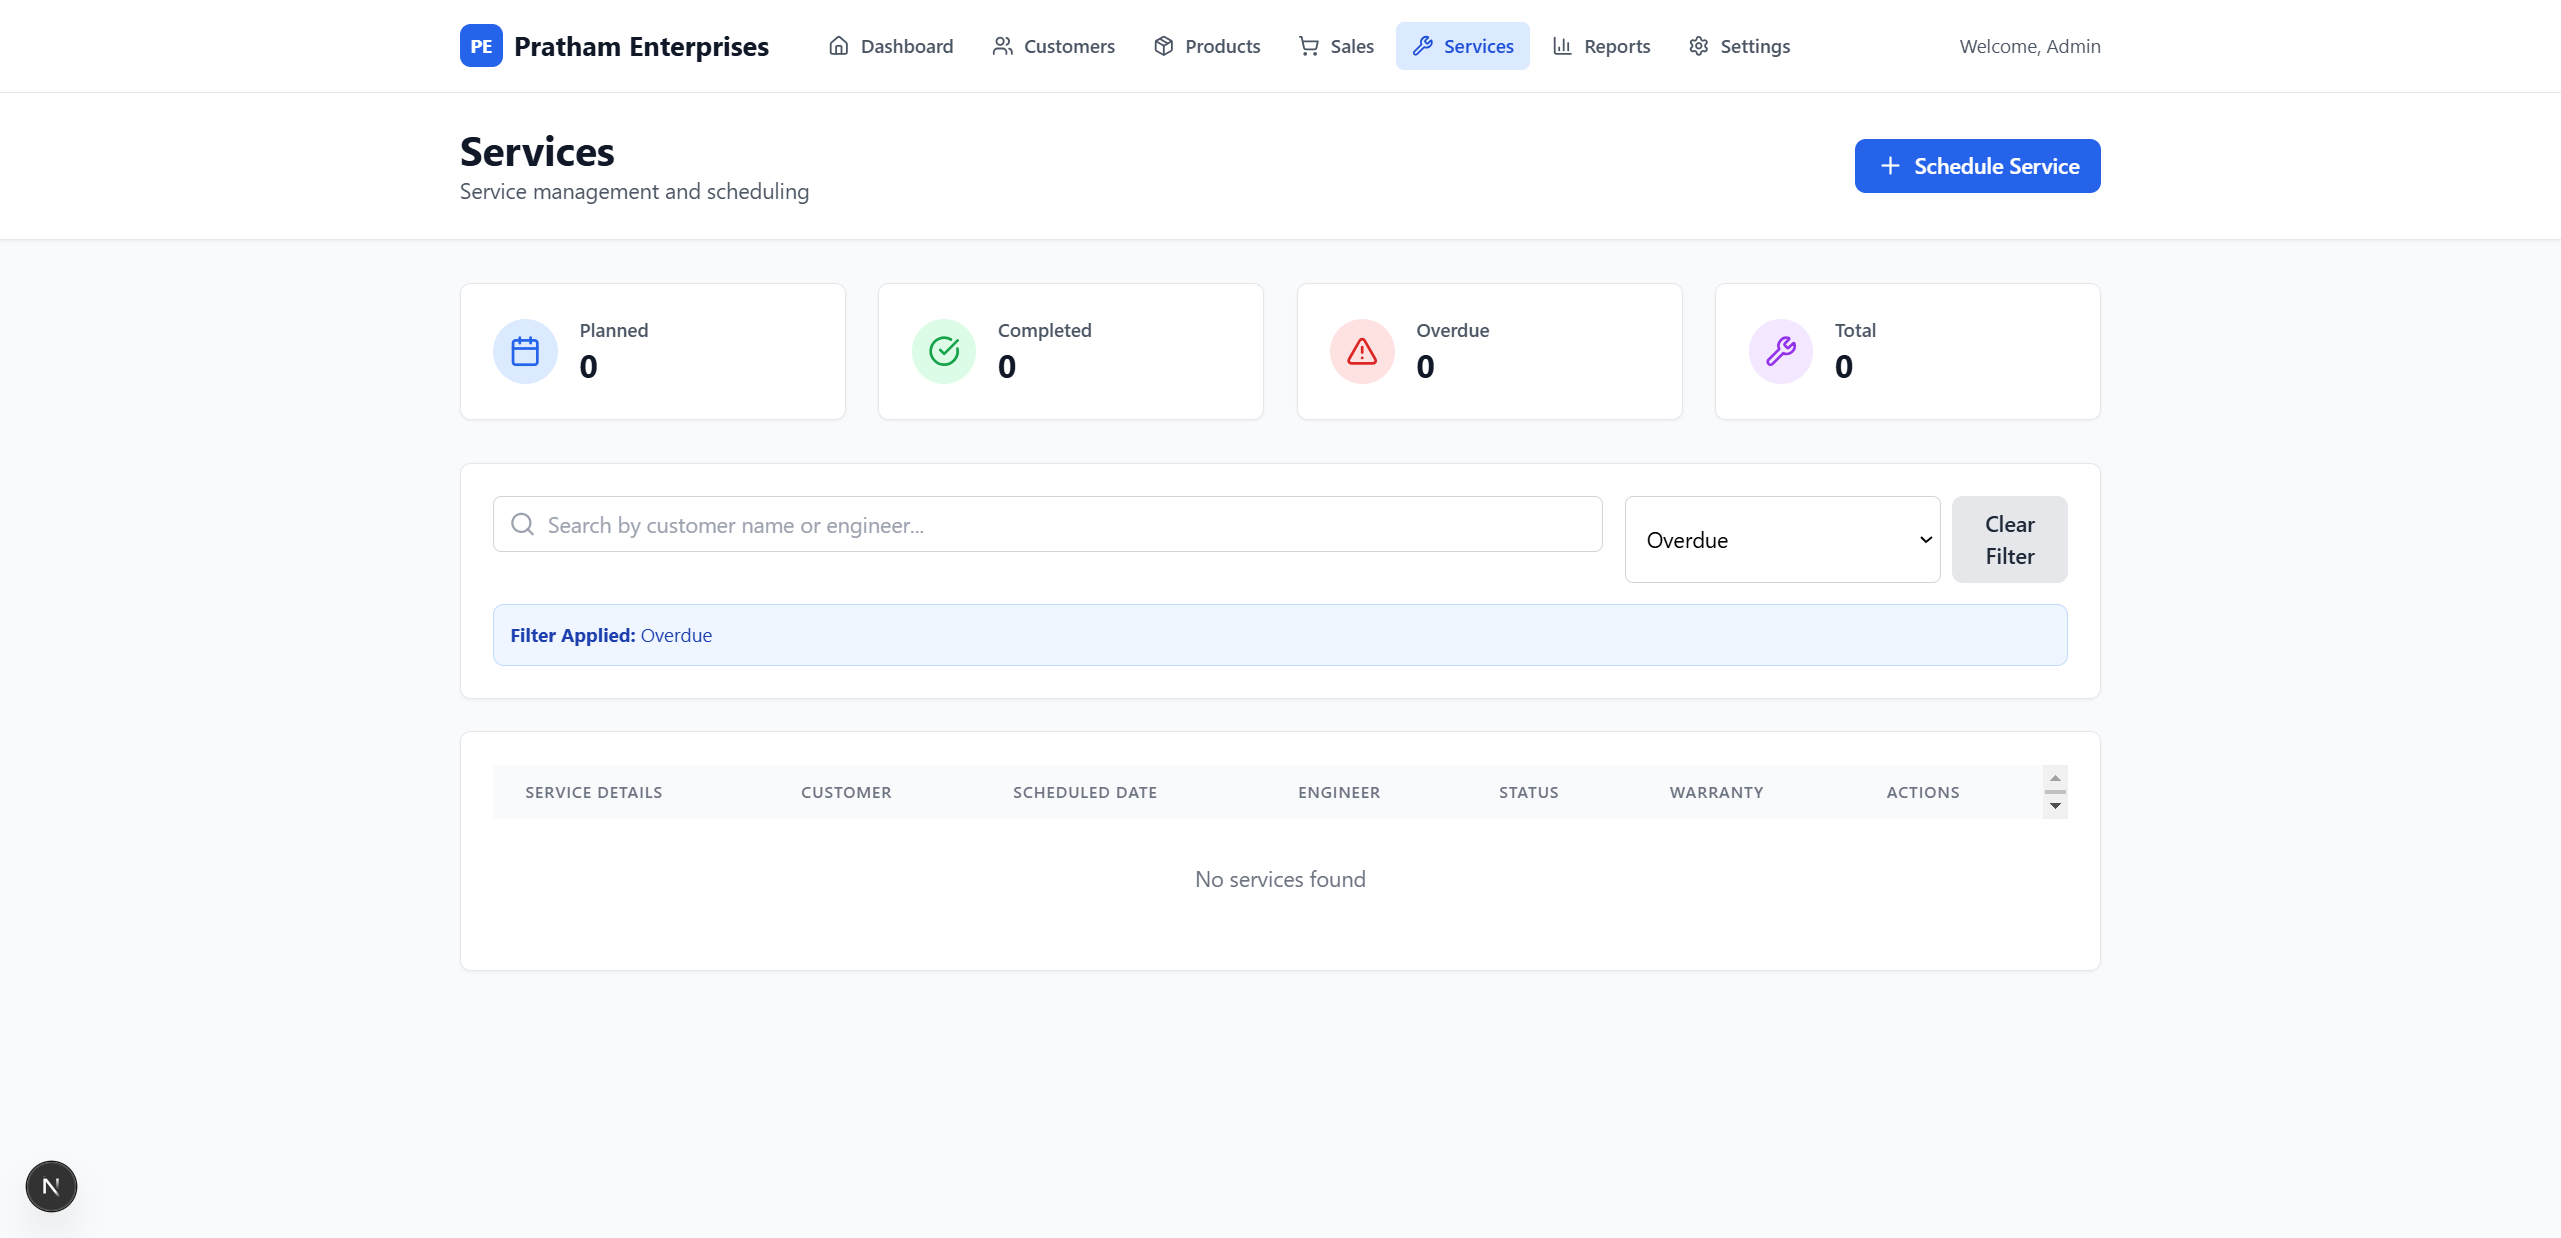 PE Pratham Enterprises Dashboard Customers Products Sales Services Reports Settings Welcome, Admin
Services
Service management and scheduling
+ Schedule Service
Planned
0
Completed
0
Overdue
0
Total
0
Search by customer name or engineer...
Overdue
Clear
Filter
Filter Applied: Overdue
SERVICE DETAILS CUSTOMER SCHEDULED DATE ENGINEER STATUS WARRANTY ACTIONS
No services found
N